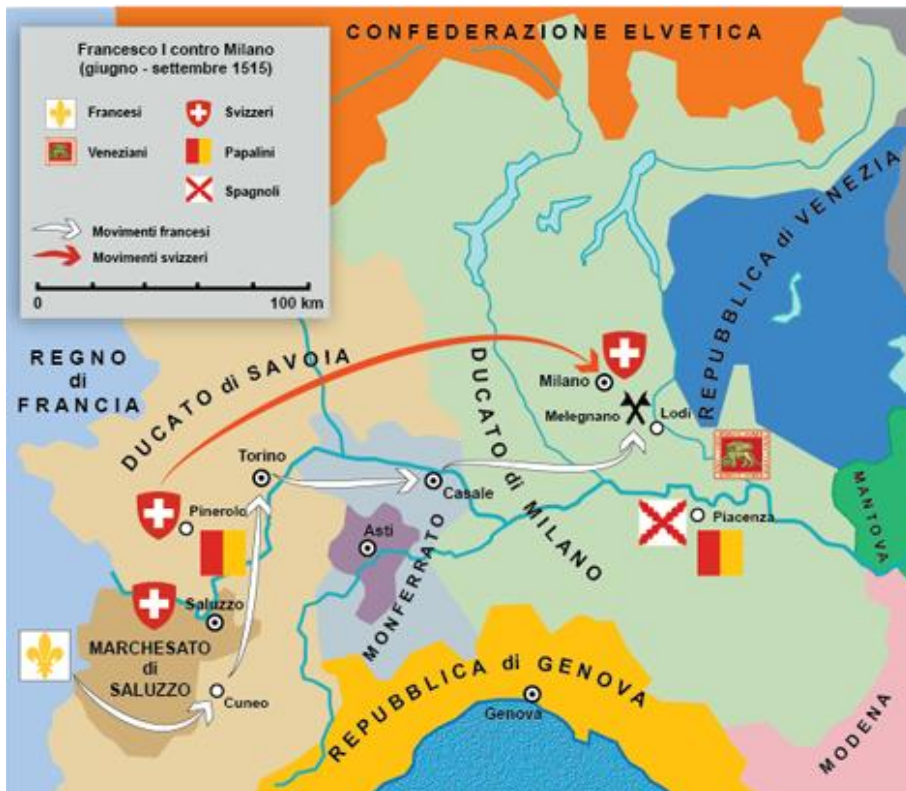 Francesco I contro Milano
(giugno - settembre 1515)
Francesi
Svizzeri
Veneziani
Papalini
Spagnoli
Movimenti francesi
Movimenti svizzeri
0
100 km
CONFEDERAZIONE ELVETICA
REGNO
di
FRANCIA
DUCATO di SAVOIA
DUCATO di MILANO
REPUBBLICA di VENEZIA
Milano
Melegnano
Lodi
Torino
Casale
Pinerolo
Asti
MONFERRATO
Piacenza
MANTOVA
Saluzzo
MARCHESATO
di
SALUZZO
Cuneo
REPUBBLICA di GENOVA
Genova
MODENA